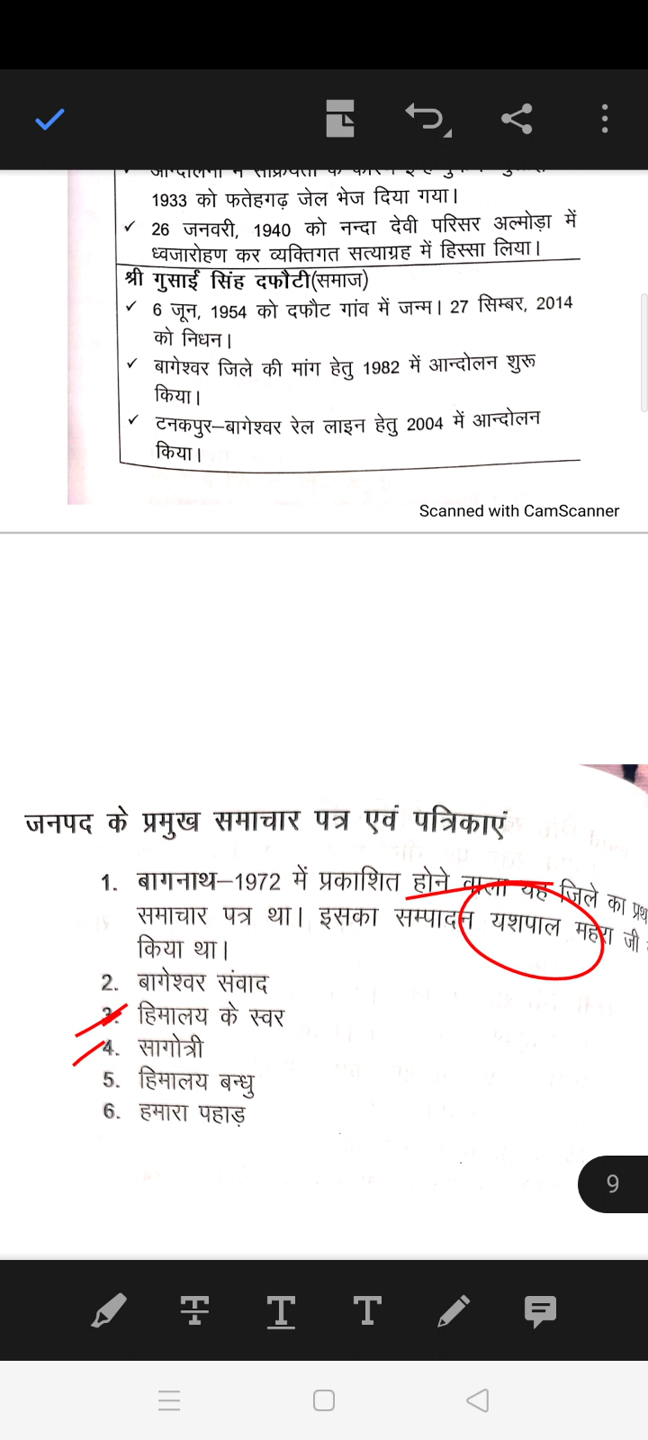 1933 को फतेहगढ़ जेल भेज दिया गया।
✓ 26 जनवरी, 1940 को नन्दा देवी परिसर अल्मोड़ा में
ध्वजारोहण कर व्यक्तिगत सत्याग्रह में हिस्सा लिया।
श्री गुसाई सिंह दफौटी(समाज)
✓ 6 जून, 1954 को दफौट गांव में जन्म। 27 सिम्बर, 2014
को निधन।
✓ बागेश्वर जिले की मांग हेतु 1982 में आन्दोलन शुरू
किया।
✓ टनकपुर–बागेश्वर रेल लाइन हेतु 2004 में आन्दोलन
किया।
Scanned with CamScanner
जनपद के प्रमुख समाचार पत्र एवं पत्रिकाएं
1. बागनाथ–1972 में प्रकाशित होने वाला यह जिले का
समाचार पत्र था। इसका सम्पादन यशपाल महरा जी
किया था।
2. बागेश्वर संवाद
3. हिमालय के स्वर
4. सागोत्री
5. हिमालय बन्धु
6. हमारा पहाड़
9